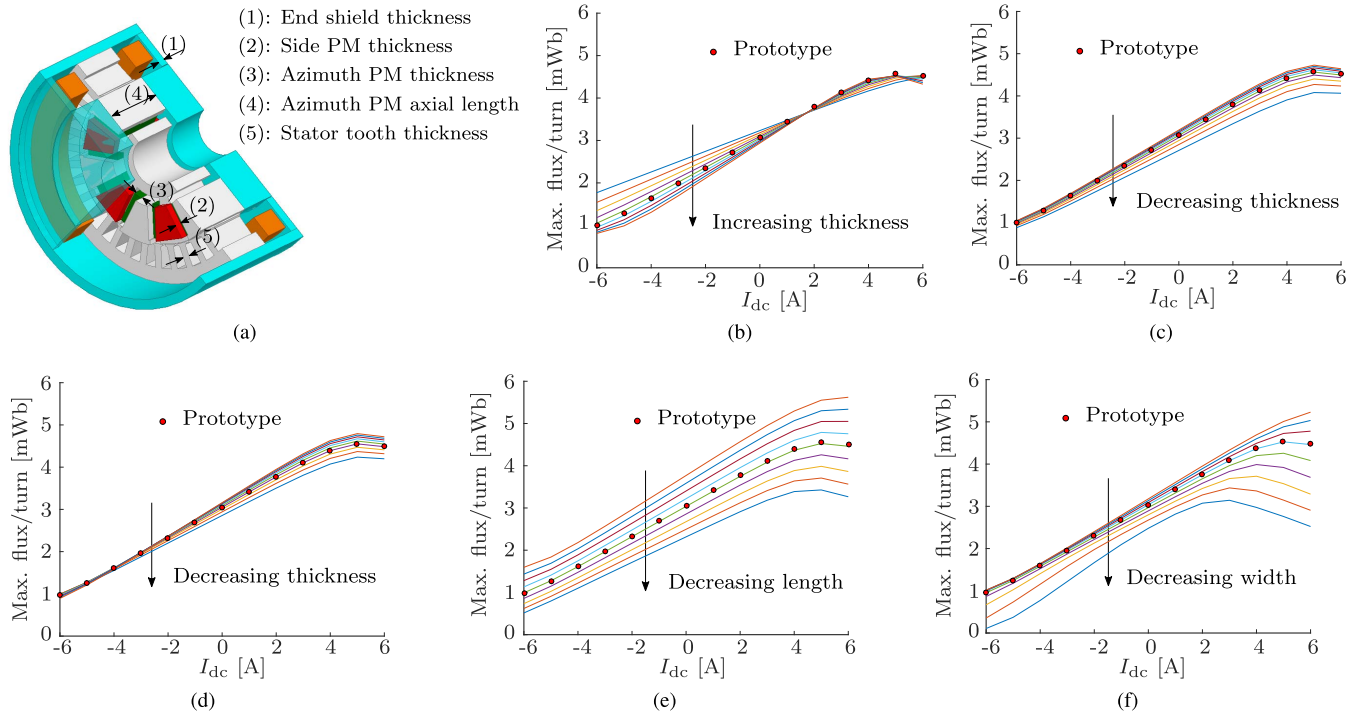 (1): End shield thickness
(2): Side PM thickness
(3): Azimuth PM thickness
(4): Azimuth PM axial length
(5): Stator tooth thickness
(1)
(4)
(3)
(2)
(5)
(a)
Max. flux/turn [mWb]
6
5
4
3
2
1
0
Prototype
Increasing thickness
-6 -4 -2 0 2 4 6
I_dc [A]
(b)
Max. flux/turn [mWb]
6
5
4
3
2
1
0
Prototype
Decreasing thickness
-6 -4 -2 0 2 4 6
I_dc [A]
(c)
Max. flux/turn [mWb]
6
5
4
3
2
1
0
Prototype
Decreasing thickness
-6 -4 -2 0 2 4 6
I_dc [A]
(d)
Max. flux/turn [mWb]
6
5
4
3
2
1
0
Prototype
Decreasing length
-6 -4 -2 0 2 4 6
I_dc [A]
(e)
Max. flux/turn [mWb]
6
5
4
3
2
1
0
Prototype
Decreasing width
-6 -4 -2 0 2 4 6
I_dc [A]
(f)